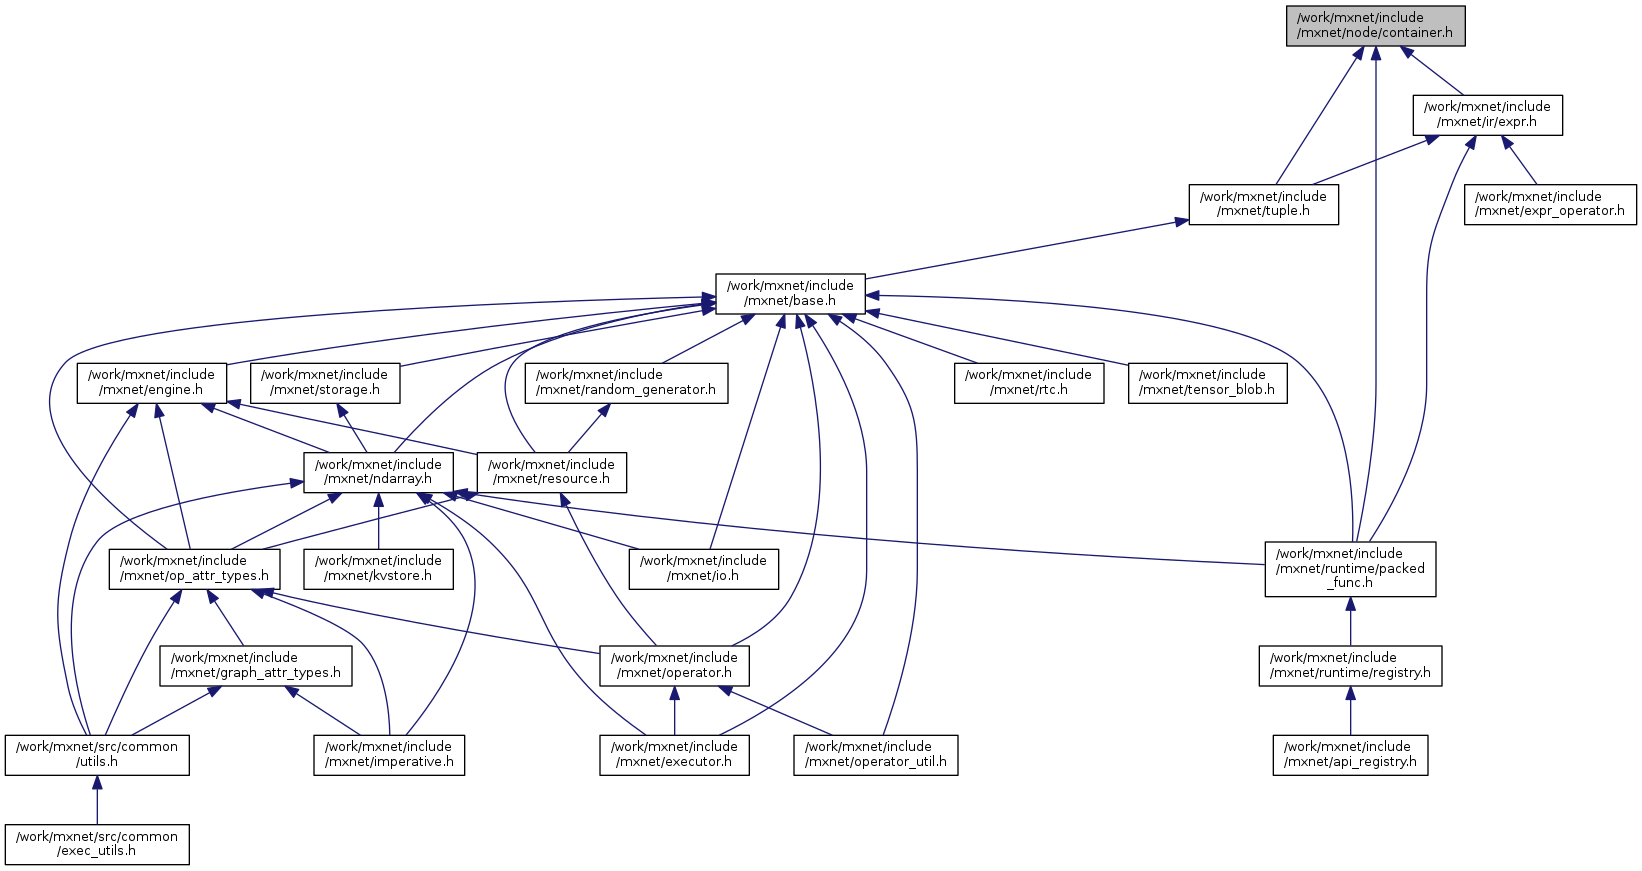 /work/mxnet/include
/mxnet/node/container.h
/work/mxnet/include
/mxnet/ir/expr.h
/work/mxnet/include
/mxnet/tuple.h
/work/mxnet/include
/mxnet/expr_operator.h
/work/mxnet/include
/mxnet/base.h
/work/mxnet/include
/mxnet/engine.h
/work/mxnet/include
/mxnet/storage.h
/work/mxnet/include
/mxnet/random_generator.h
/work/mxnet/include
/mxnet/rtc.h
/work/mxnet/include
/mxnet/tensor_blob.h
/work/mxnet/include
/mxnet/ndarray.h
/work/mxnet/include
/mxnet/resource.h
/work/mxnet/include
/mxnet/op_attr_types.h
/work/mxnet/include
/mxnet/kvstore.h
/work/mxnet/include
/mxnet/io.h
/work/mxnet/include
/mxnet/runtime/packed
_func.h
/work/mxnet/include
/mxnet/graph_attr_types.h
/work/mxnet/include
/mxnet/operator.h
/work/mxnet/include
/mxnet/runtime/registry.h
/work/mxnet/src/common
/utils.h
/work/mxnet/include
/mxnet/imperative.h
/work/mxnet/include
/mxnet/executor.h
/work/mxnet/include
/mxnet/operator_util.h
/work/mxnet/include
/mxnet/api_registry.h
/work/mxnet/src/common
/exec_utils.h